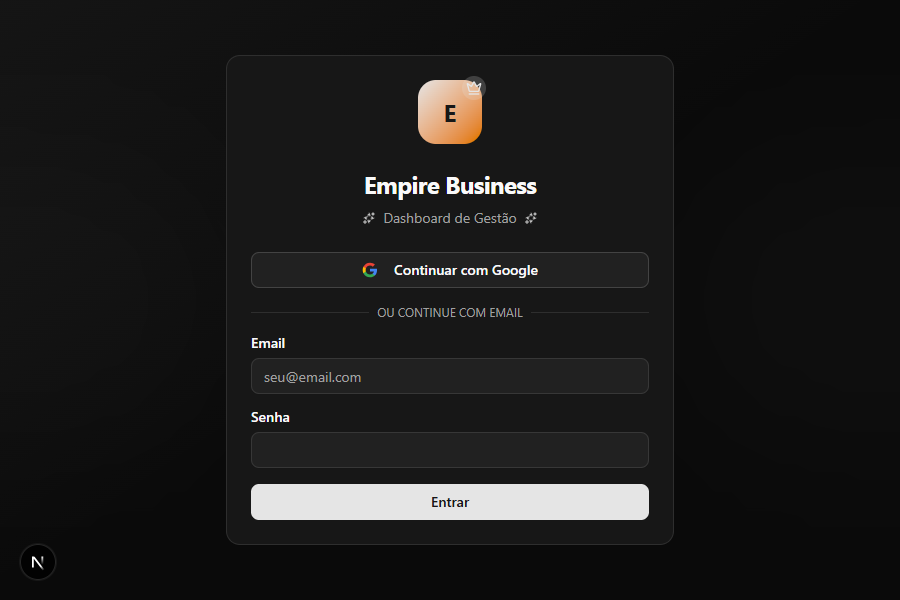 E
Empire Business
Dashboard de Gestão
Continuar com Google
OU CONTINUE COM EMAIL
Email
seu@email.com
Senha
Entrar
N